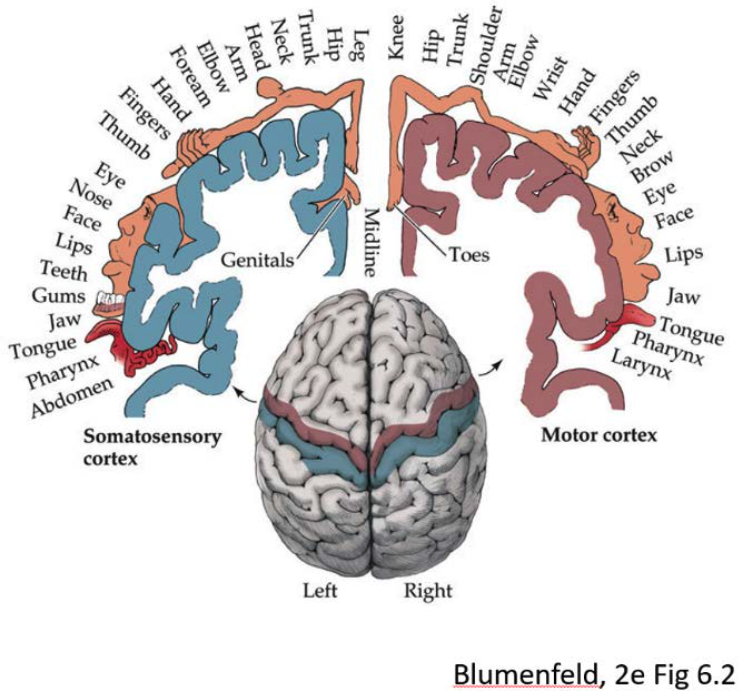 Thumb
Fingers
Hand
Foream
Elbow
Arm
Head
Neck
Trunk
Hip
Leg
Knee
Hip
Trunk
Shoulder
Arm
Elbow
Wrist
Hand
Fingers
Thumb
Neck
Brow
Eye
Face
Lips
Jaw
Tongue
Pharynx
Larynx
Eye
Nose
Face
Lips
Teeth
Gums
Jaw
Tongue
Pharynx
Abdomen
Genitals
Midline
Toes
Somatosensory
cortex
Motor cortex
Left
Right
Blumenfeld, 2e Fig 6.2